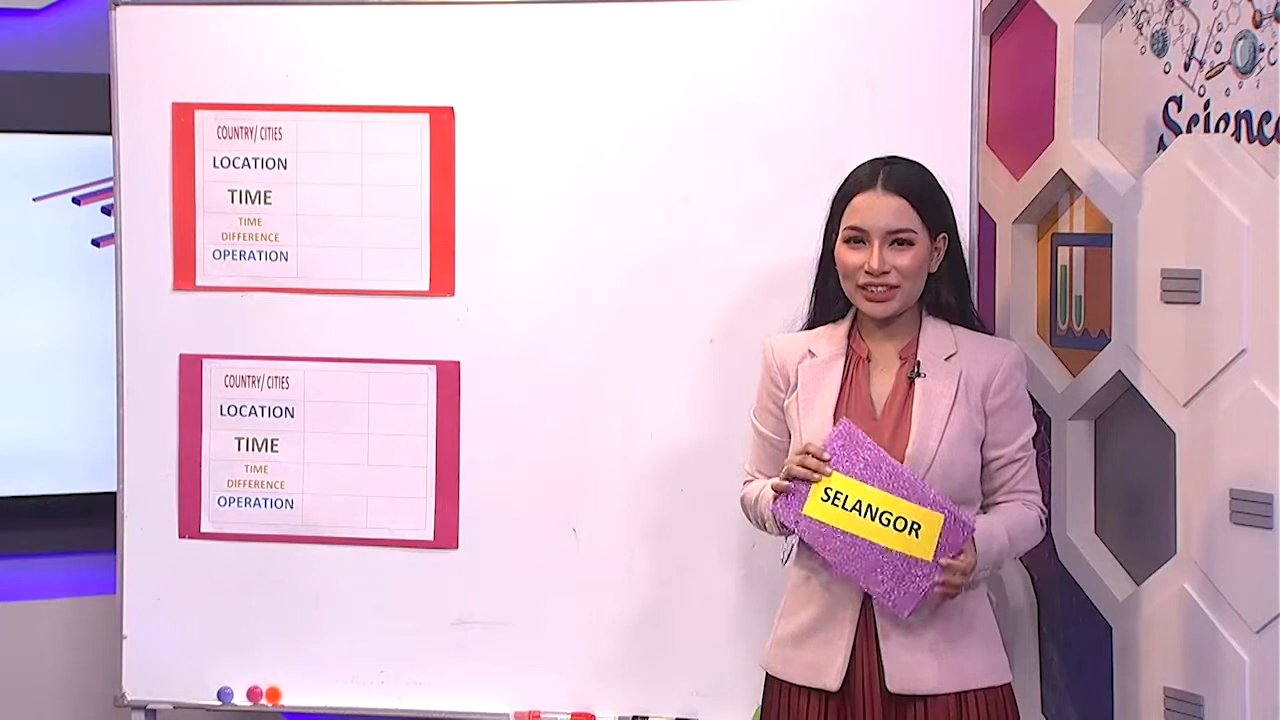 COUNTRY/ CITIES
LOCATION
TIME
TIME
DIFFERENCE
OPERATION
COUNTRY/ CITIES
LOCATION
TIME
TIME
DIFFERENCE
OPERATION
SELANGOR
Science